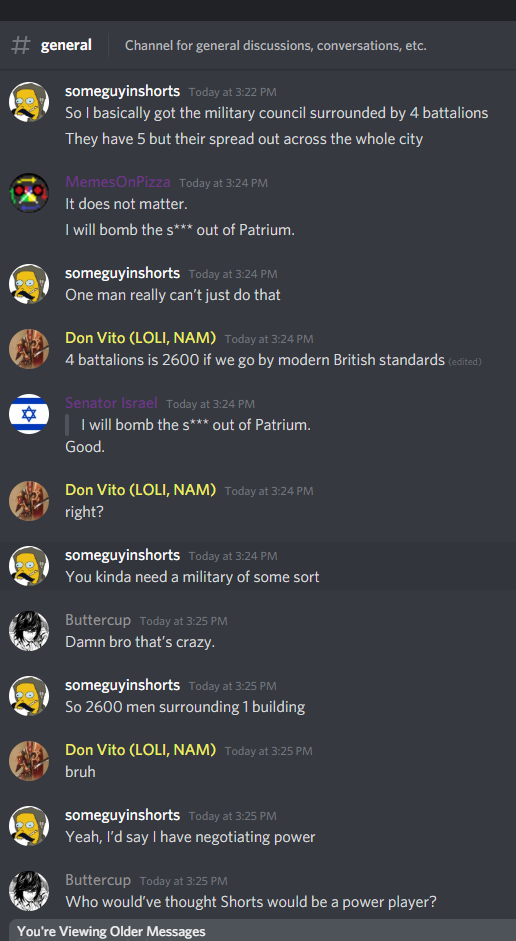 # general Channel for general discussions, conversations, etc.
someguyinshorts Today at 3:22 PM
So I basically got the military council surrounded by 4 battalions
They have 5 but their spread out across the whole city
MemesOnPizza Today at 3:24 PM
It does not matter.
I will bomb the s*** out of Patrium.
someguyinshorts Today at 3:24 PM
One man really can't just do that
Don Vito (LOLI, NAM) Today at 3:24 PM
4 battalions is 2600 if we go by modern British standards (edited)
Senator Israel Today at 3:24 PM
I will bomb the s*** out of Patrium.
Good.
Don Vito (LOLI, NAM) Today at 3:24 PM
right?
someguyinshorts Today at 3:24 PM
You kinda need a military of some sort
Buttercup Today at 3:25 PM
Damn bro that's crazy.
someguyinshorts Today at 3:25 PM
So 2600 men surrounding 1 building
Don Vito (LOLI, NAM) Today at 3:25 PM
bruh
someguyinshorts Today at 3:25 PM
Yeah, I'd say I have negotiating power
Buttercup Today at 3:25 PM
Who would've thought Shorts would be a power player?
You're Viewing Older Messages